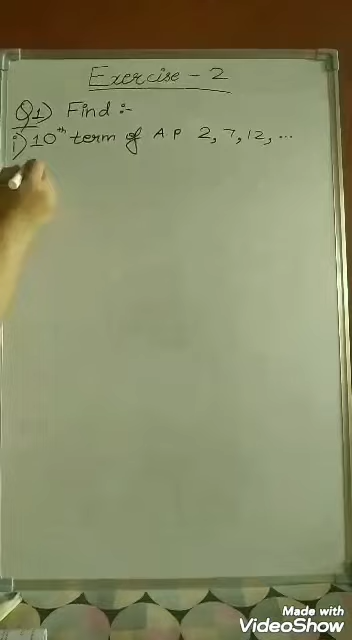 Exercise - 2
Q1) Find :-
i) 10th term of A P 2, 7, 12, ...
Made with
VideoShow